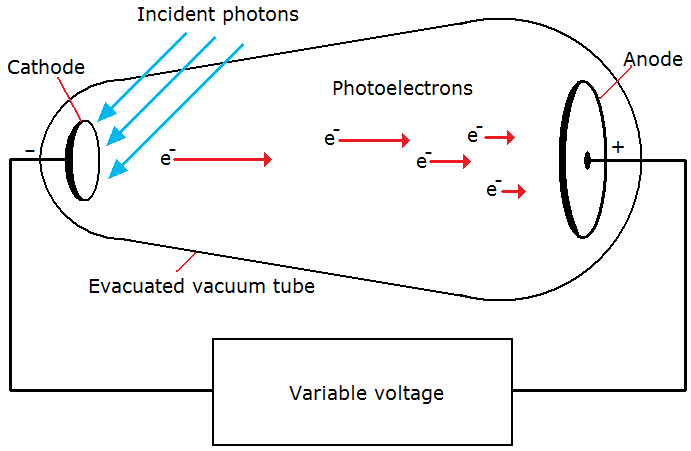 Incident photons
Cathode
Anode
Photoelectrons
–
e-
e-
e-
e-
e-
+
Evacuated vacuum tube
Variable voltage